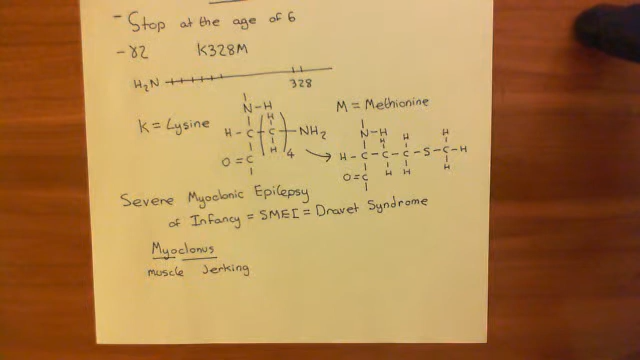 - Stop at the age of 6
- γ2 K328M
H₂N
328
K = Lysine
N-H
H-C-(C)-NH₂
H
H
4
O=C
M = Methionine
N-H
H H H
H-C-C-C-S-C-H
H H H
O=C
Severe Myoclonic Epilepsy
of Infancy = SMEI = Dravet Syndrome
Myoclonus
muscle Jerking